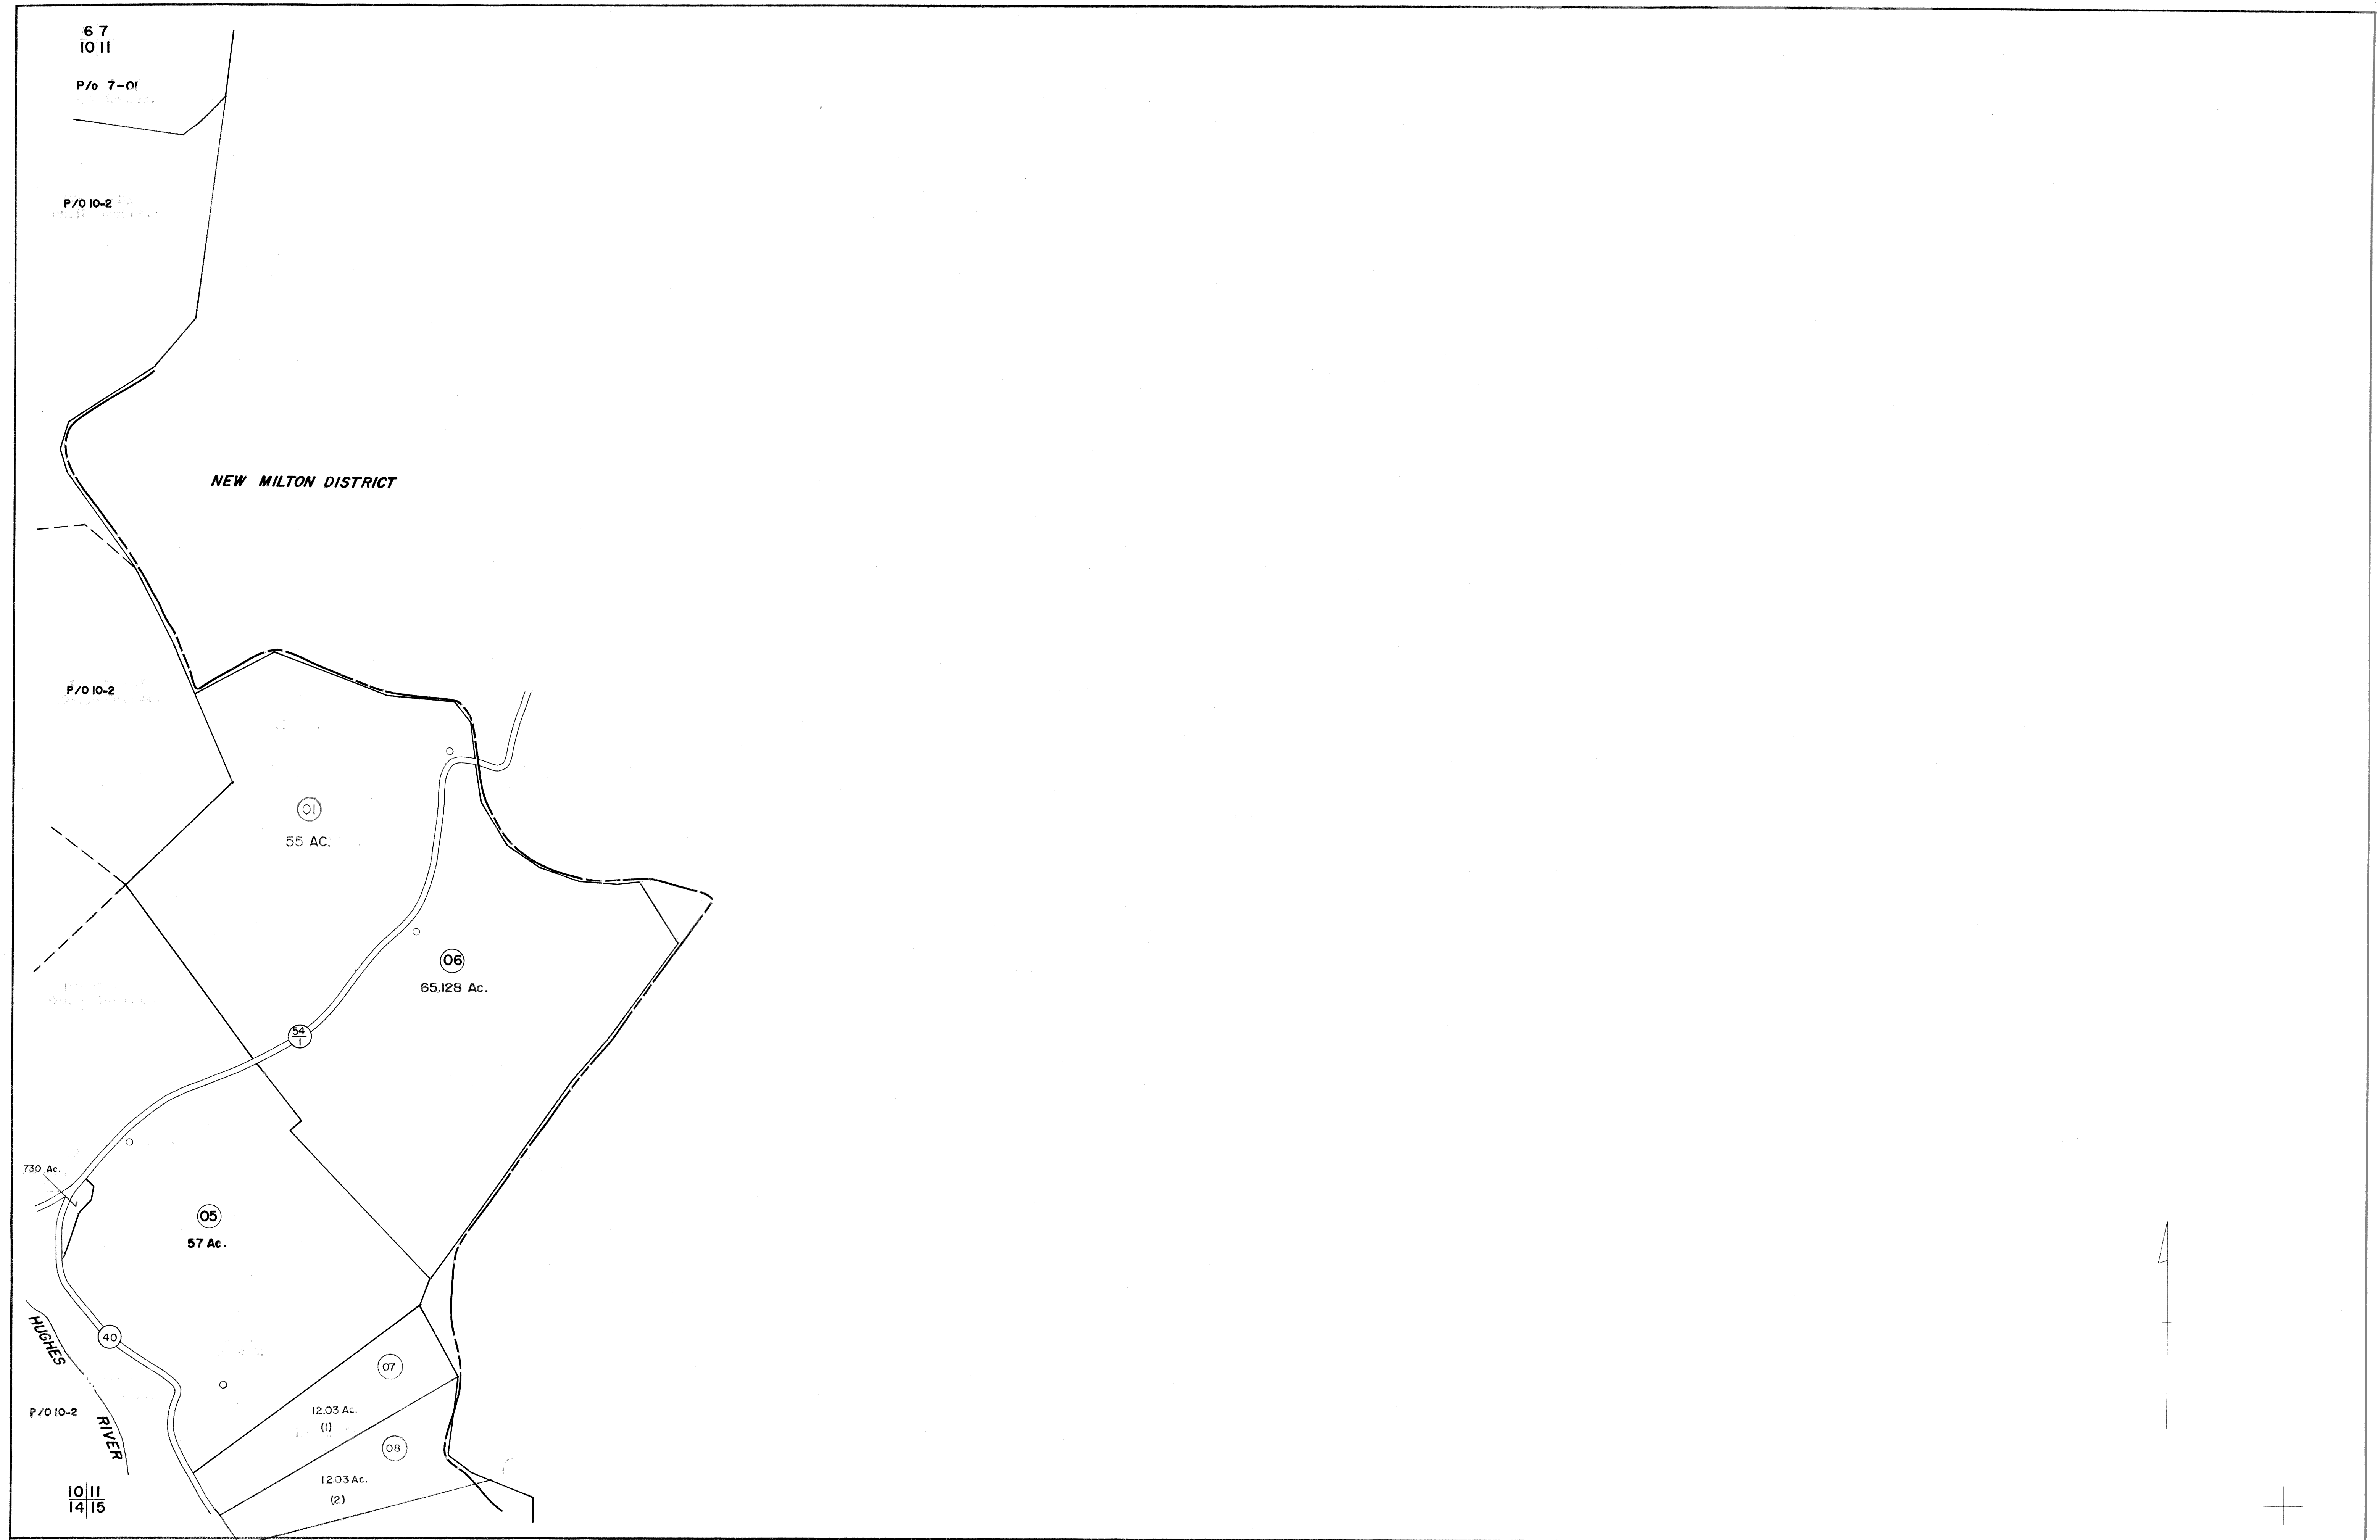 6 7
10 11
P/o 7-01
P/O 10-2
NEW MILTON DISTRICT
P/O 10-2
01
55 AC.
06
65.128 Ac.
54
1
730 Ac.
05
57 Ac.
HUGHES
RIVER
40
07
12.03 Ac.
(1)
P/O 10-2
08
12.03 Ac.
(2)
10 11
14 15